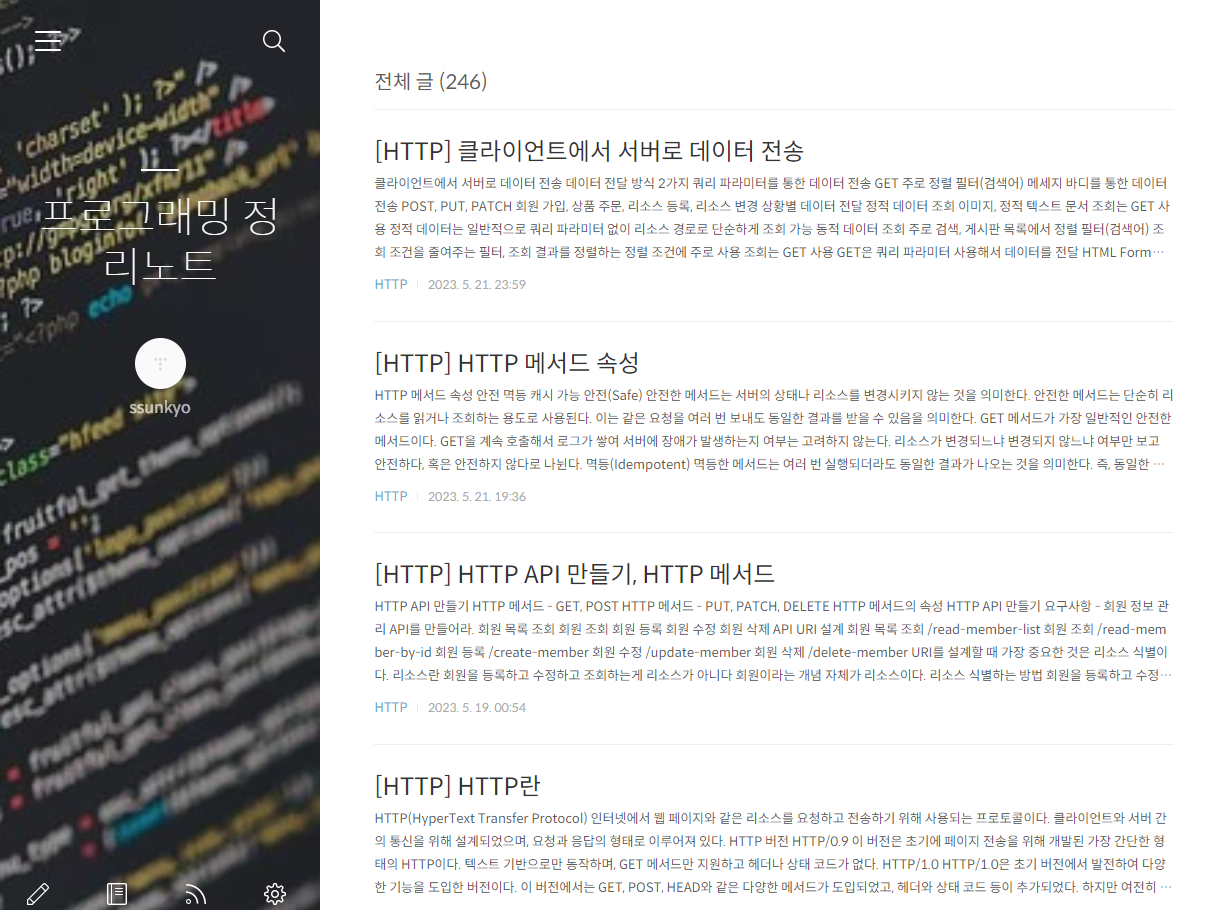 프로그래밍 정
리노트
ssunkyo
전체 글 (246)
[HTTP] 클라이언트에서 서버로 데이터 전송
클라이언트에서 서버로 데이터 전송 데이터 전달 방식 2가지 쿼리 파라미터를 통한 데이터 전송 GET 주로 정렬 필터(검색어) 메세지 바디를 통한 데이터
전송 POST, PUT, PATCH 회원 가입, 상품 주문, 리소스 등록, 리소스 변경 상황별 데이터 전달 정적 데이터 조회 이미지, 정적 텍스트 문서 조회는 GET 사
용 정적 데이터는 일반적으로 쿼리 파라미터 없이 리소스 경로로 단순하게 조회 가능 동적 데이터 조회 주로 검색, 게시판 목록에서 정렬 필터(검색어) 조
회 조건을 줄여주는 필터, 조회 결과를 정렬하는 정렬 조건에 주로 사용 조회는 GET 사용 GET은 쿼리 파라미터 사용해서 데이터를 전달 HTML Form…
HTTP 2023. 5. 21. 23:59
[HTTP] HTTP 메서드 속성
HTTP 메서드 속성 안전 멱등 캐시 가능 안전(Safe) 안전한 메서드는 서버의 상태나 리소스를 변경시키지 않는 것을 의미한다. 안전한 메서드는 단순히 리
소스를 읽거나 조회하는 용도로 사용된다. 이는 같은 요청을 여러 번 보내도 동일한 결과를 받을 수 있음을 의미한다. GET 메서드가 가장 일반적인 안전한
메서드이다. GET을 계속 호출해서 로그가 쌓여 서버에 장애가 발생하는지 여부는 고려하지 않는다. 리소스가 변경되느냐 변경되지 않느냐 여부만 보고
안전하다, 혹은 안전하지 않다로 나뉜다. 멱등(Idempotent) 멱등한 메서드는 여러 번 실행되더라도 동일한 결과가 나오는 것을 의미한다. 즉, 동일한 …
HTTP 2023. 5. 21. 19:36
[HTTP] HTTP API 만들기, HTTP 메서드
HTTP API 만들기 HTTP 메서드 - GET, POST HTTP 메서드 - PUT, PATCH, DELETE HTTP 메서드의 속성 HTTP API 만들기 요구사항 - 회원 정보 관
리 API를 만들어라. 회원 목록 조회 회원 조회 회원 등록 회원 수정 회원 삭제 API URI 설계 회원 목록 조회 /read-member-list 회원 조회 /read-mem
ber-by-id 회원 등록 /create-member 회원 수정 /update-member 회원 삭제 /delete-member URI를 설계할 때 가장 중요한 것은 리소스 식별이
다. 리소스란 회원을 등록하고 수정하고 조회하는게 리소스가 아니다 회원이라는 개념 자체가 리소스이다. 리소스 식별하는 방법 회원을 등록하고 수정…
HTTP 2023. 5. 19. 00:54
[HTTP] HTTP란
HTTP(HyperText Transfer Protocol) 인터넷에서 웹 페이지와 같은 리소스를 요청하고 전송하기 위해 사용되는 프로토콜이다. 클라이언트와 서버 간
의 통신을 위해 설계되었으며, 요청과 응답의 형태로 이루어져 있다. HTTP 버전 HTTP/0.9 이 버전은 초기에 페이지 전송을 위해 개발된 가장 간단한 형
태의 HTTP이다. 텍스트 기반으로만 동작하며, GET 메서드만 지원하고 헤더나 상태 코드가 없다. HTTP/1.0 HTTP/1.0은 초기 버전에서 발전하여 다양
한 기능을 도입한 버전이다. 이 버전에서는 GET, POST, HEAD와 같은 다양한 메서드가 도입되었고, 헤더와 상태 코드 등이 추가되었다. 하지만 여전히 …